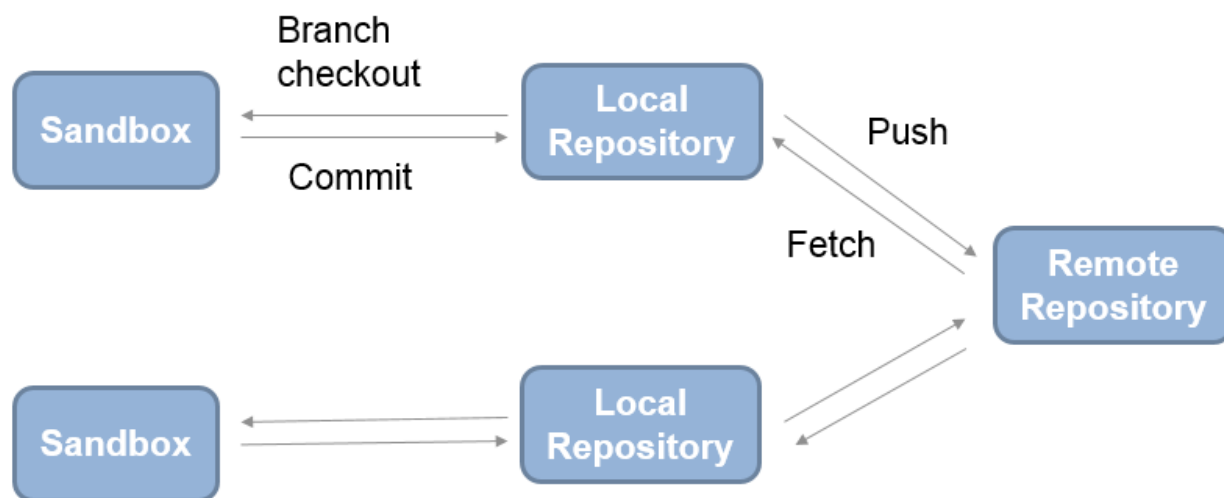 Branch
checkout
Sandbox
Local
Repository
Commit
Push
Fetch
Remote
Repository
Sandbox
Local
Repository